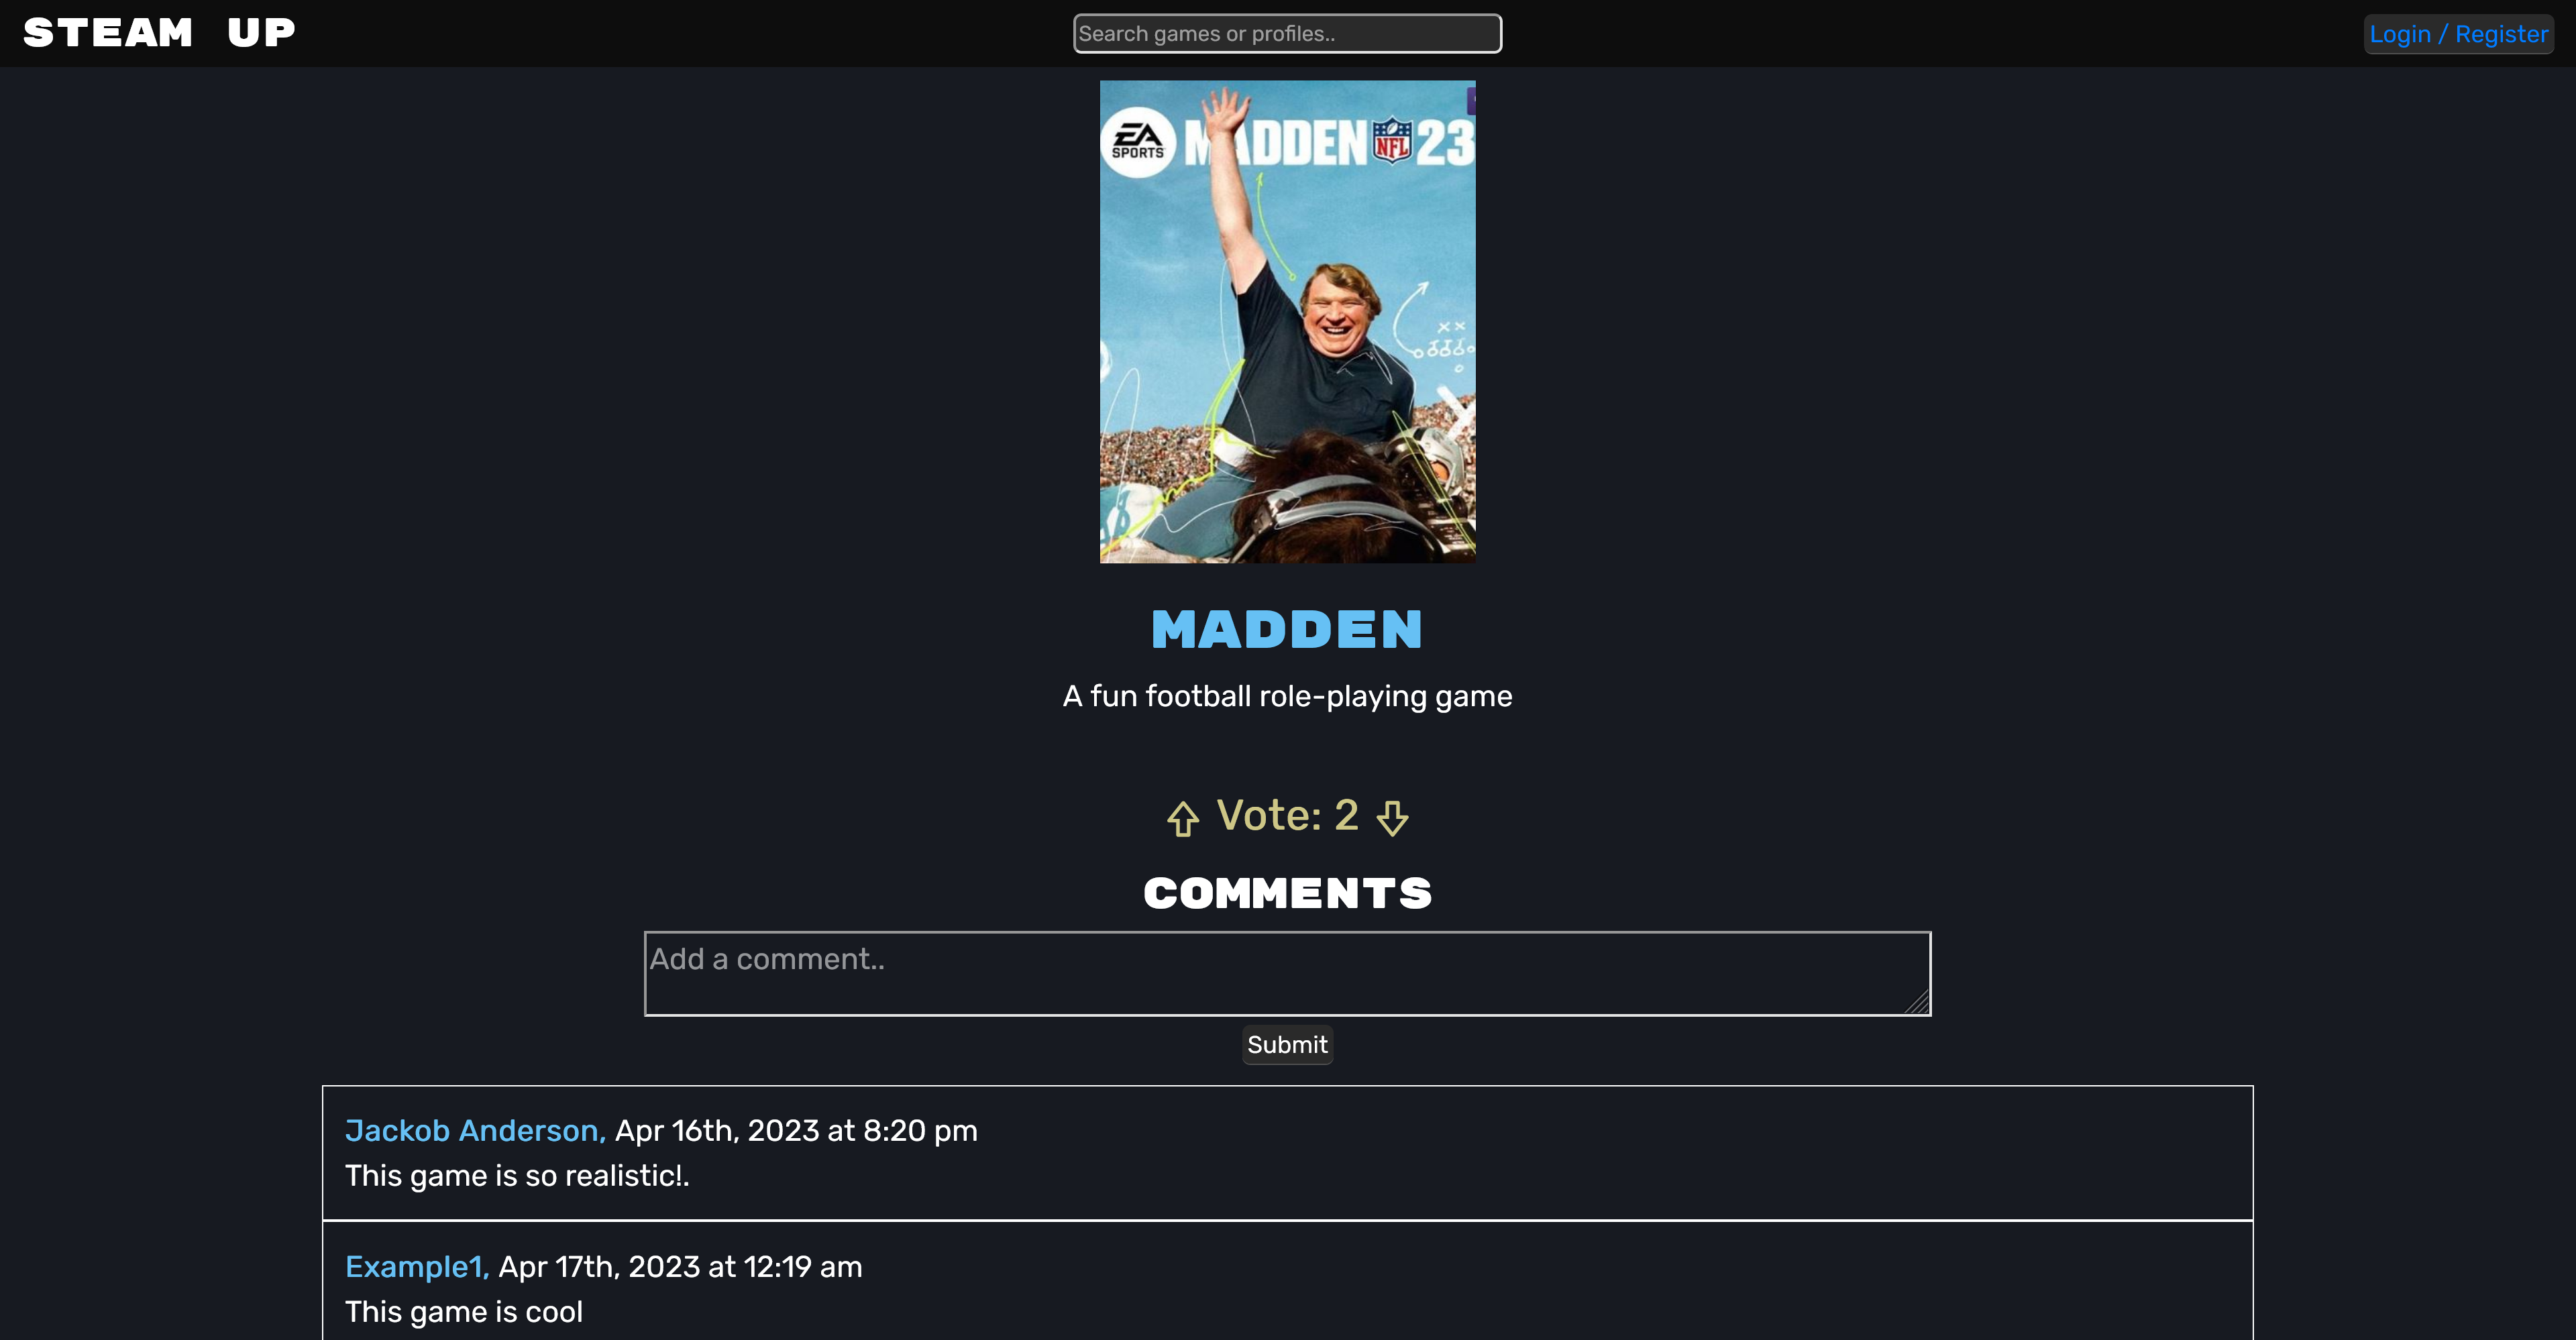 STEAM UP
Search games or profiles..
Login / Register
EA SPORTS MADDEN NFL 23
MADDEN
A fun football role-playing game
Vote: 2
COMMENTS
Add a comment..
Submit
Jackob Anderson, Apr 16th, 2023 at 8:20 pm
This game is so realistic!.
Example1, Apr 17th, 2023 at 12:19 am
This game is cool